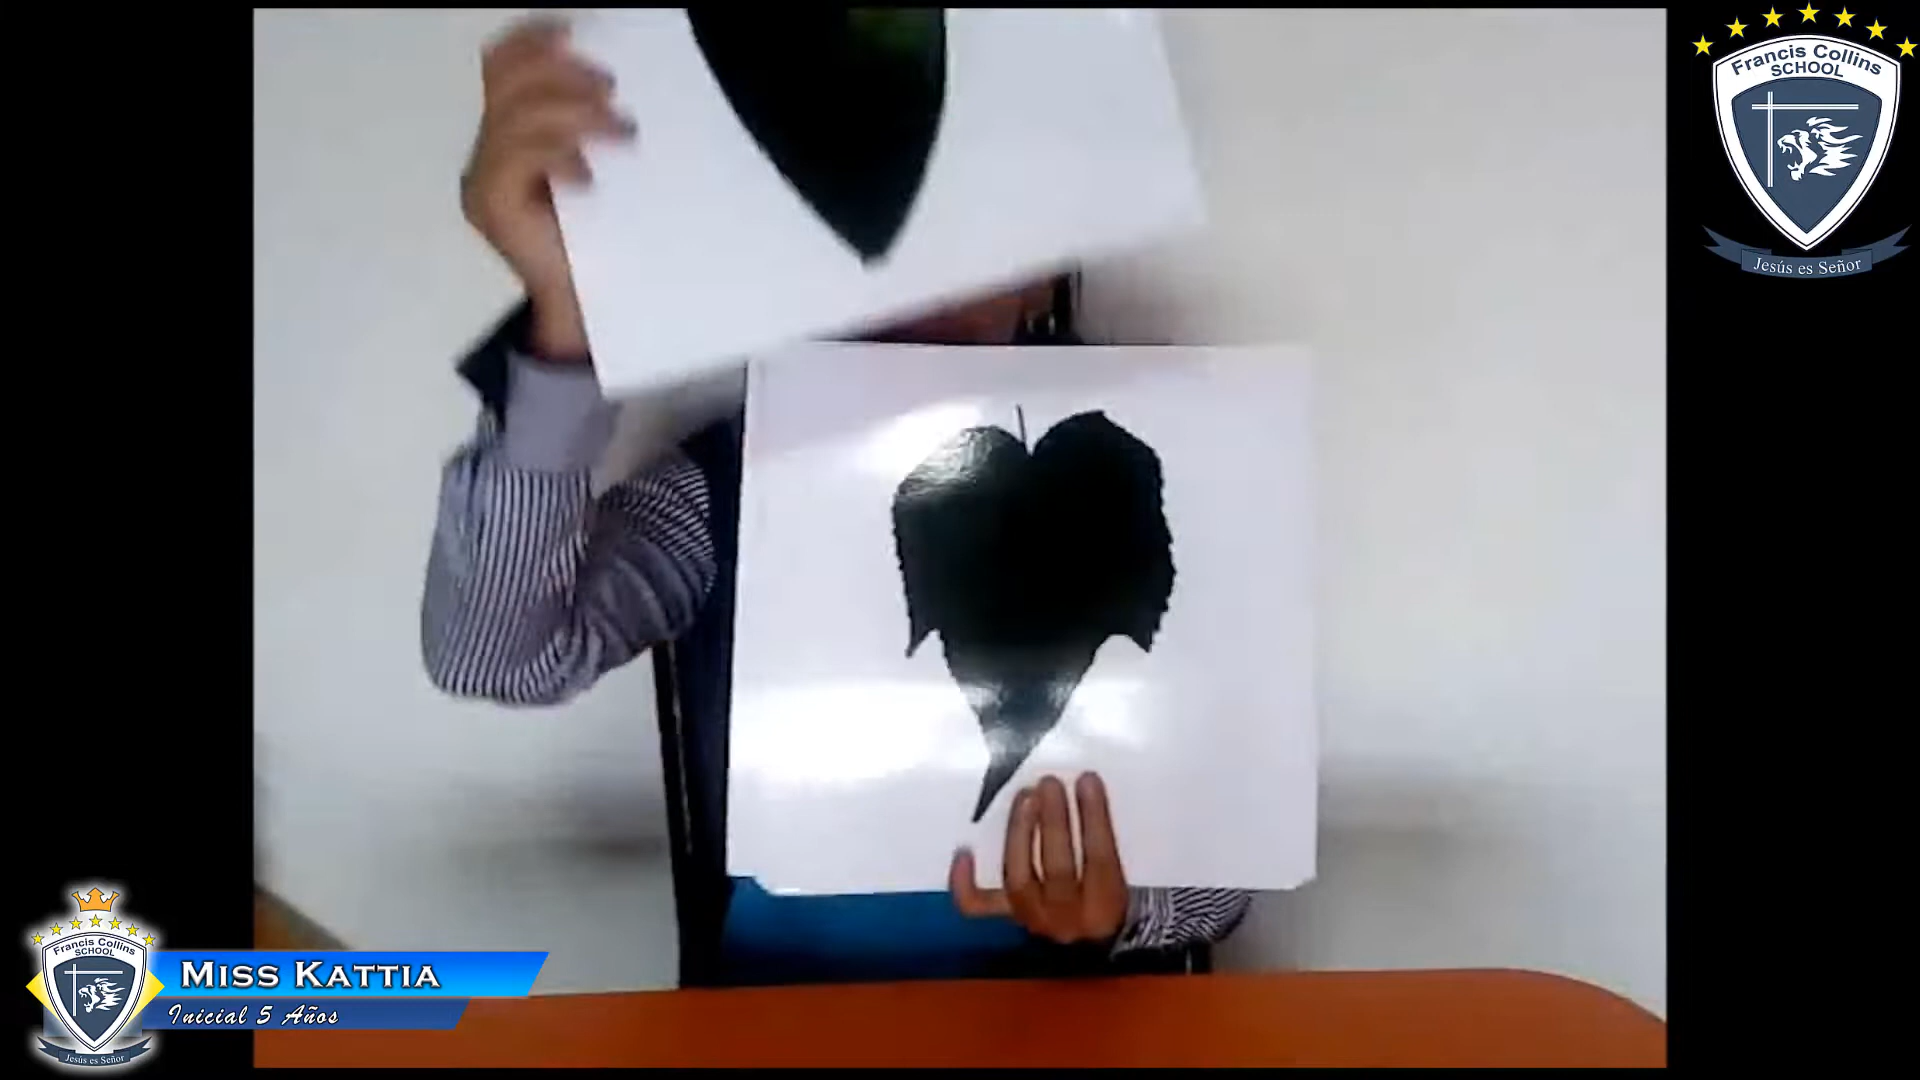 Francis Collins
SCHOOL
Jesús es Señor
Francis Collins
SCHOOL
MISS KATTIA
Inicial 5 Años
Jesús es Señor